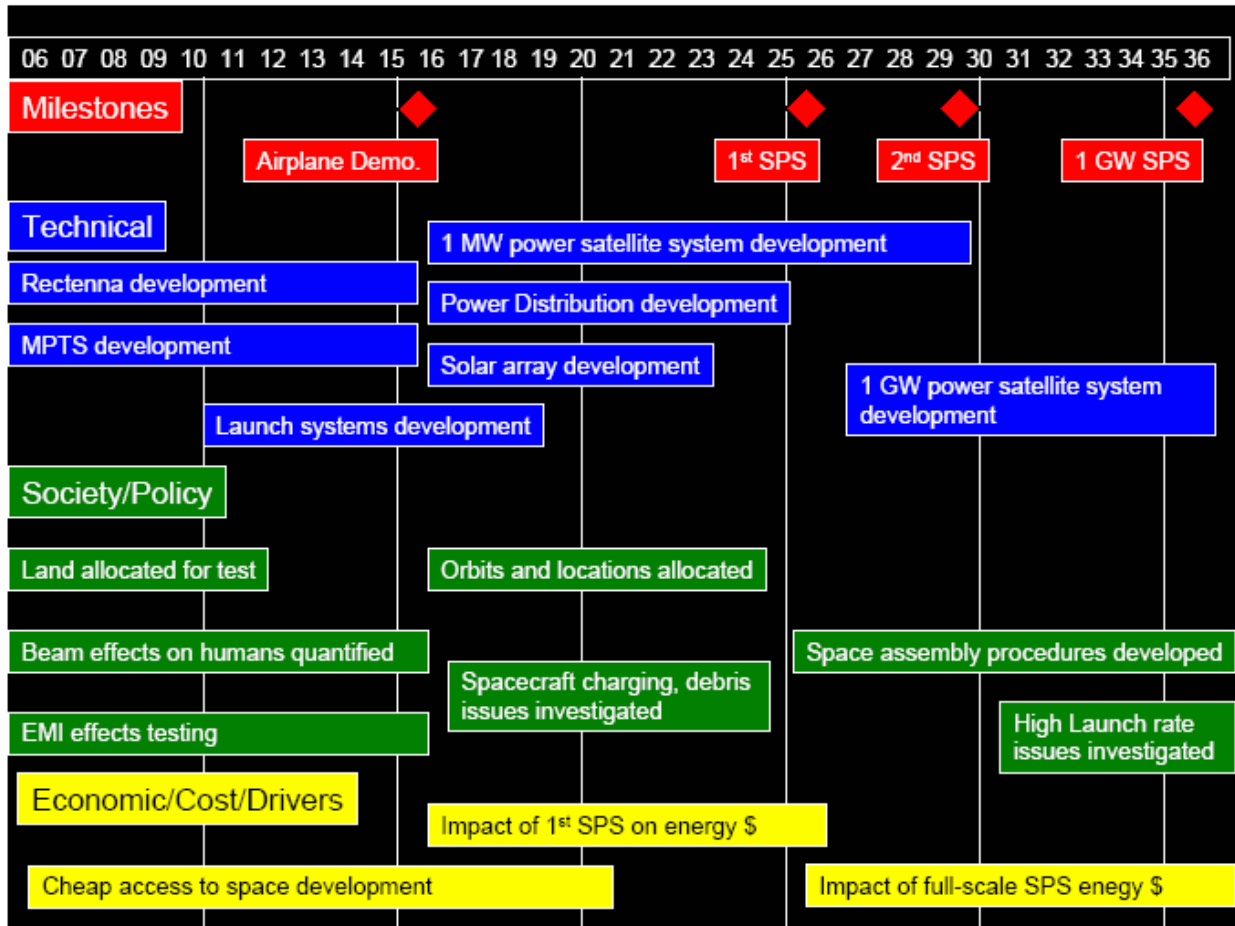 06 07 08 09 10 11 12 13 14 15 16 17 18 19 20 21 22 23 24 25 26 27 28 29 30 31 32 33 34 35 36
Milestones
Airplane Demo.
1st SPS
2nd SPS
1 GW SPS
Technical
1 MW power satellite system development
Rectenna development
Power Distribution development
MPTS development
Solar array development
1 GW power satellite system
development
Launch systems development
Society/Policy
Land allocated for test
Orbits and locations allocated
Beam effects on humans quantified
Space assembly procedures developed
Spacecraft charging, debris
issues investigated
EMI effects testing
High Launch rate
issues investigated
Economic/Cost/Drivers
Impact of 1st SPS on energy $
Cheap access to space development
Impact of full-scale SPS enegy $